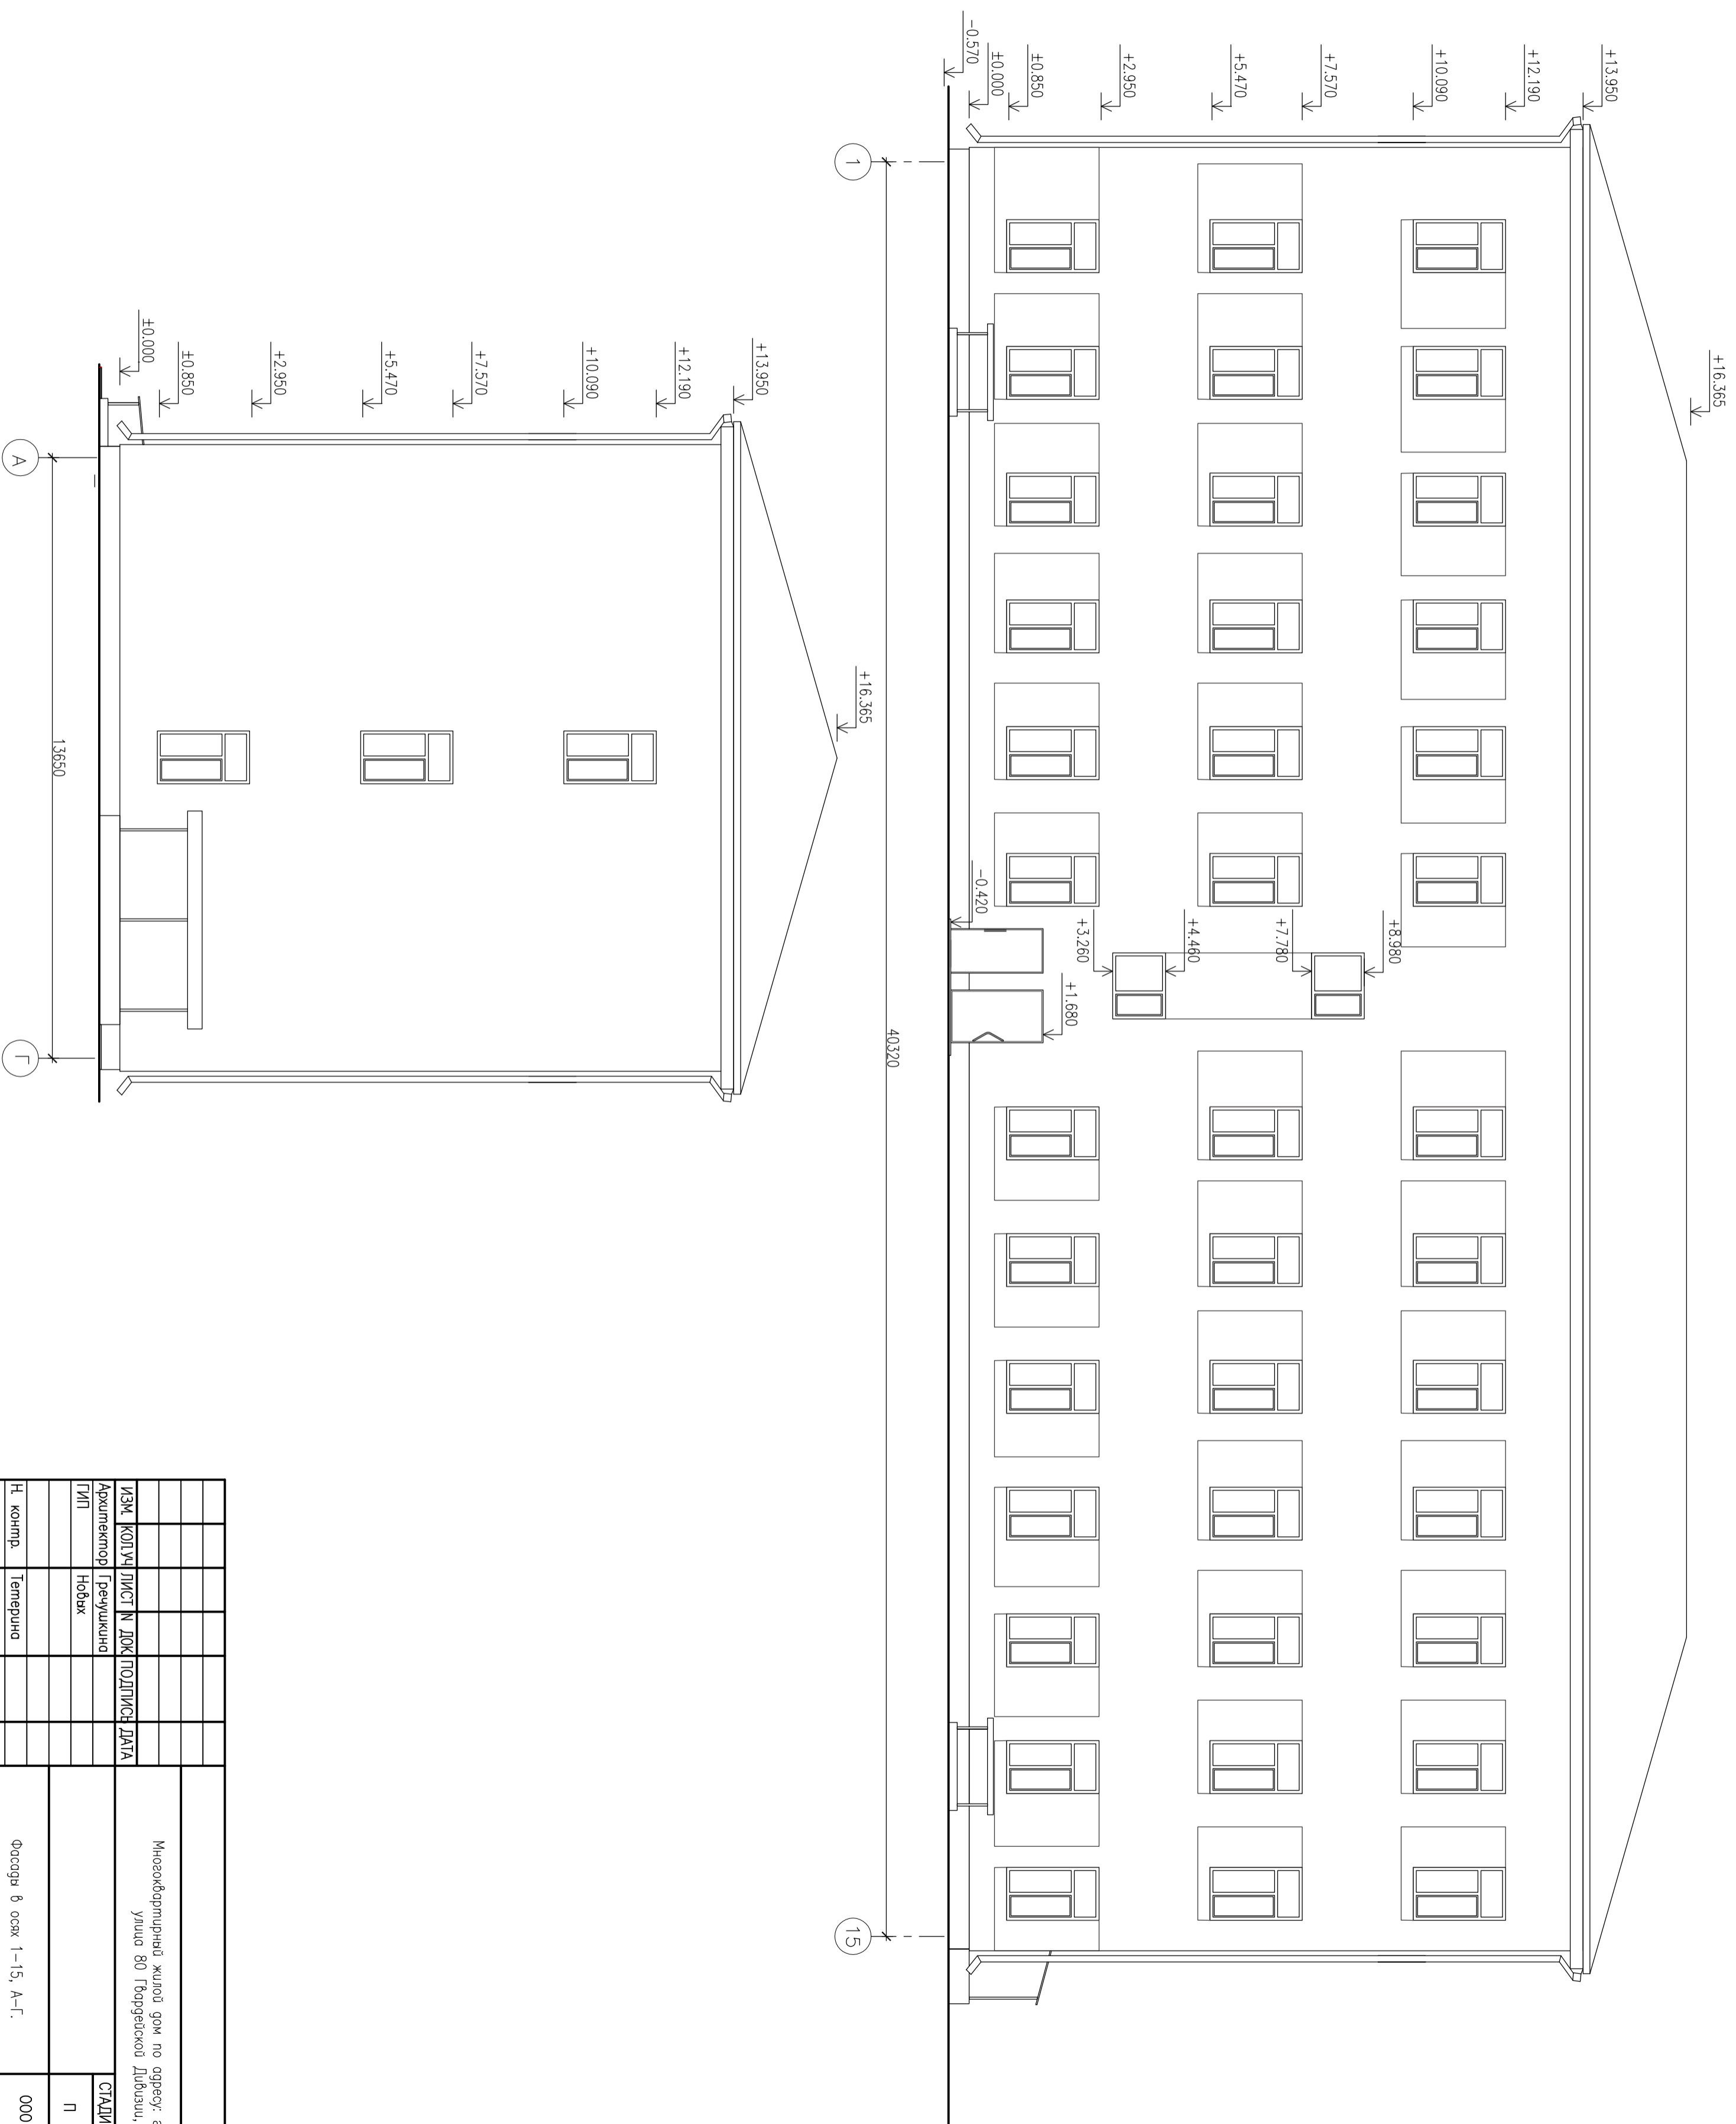 +16.365
+13.950
+12.190
+10.090
+7.570
+5.470
+2.950
±0.850
±0.000
-0.570
+8.980
+7.780
+4.460
+3.260
+1.680
-0.420
40320
1
15
+16.365
+13.950
+12.190
+10.090
+7.570
+5.470
+2.950
±0.850
±0.000
13650
А
Г
Многоквартирный жилой дом по адресу:
улица 80 Гвардейской Дивизии,
ИЗМ. КОЛ.УЧ ЛИСТ N ДОК. ПОДПИСЬ ДАТА
Архитектор Гречушкина
ГИП Новых
Н. контр. Тетерина
П
Фасады в осях 1-15, А-Г.
ООО